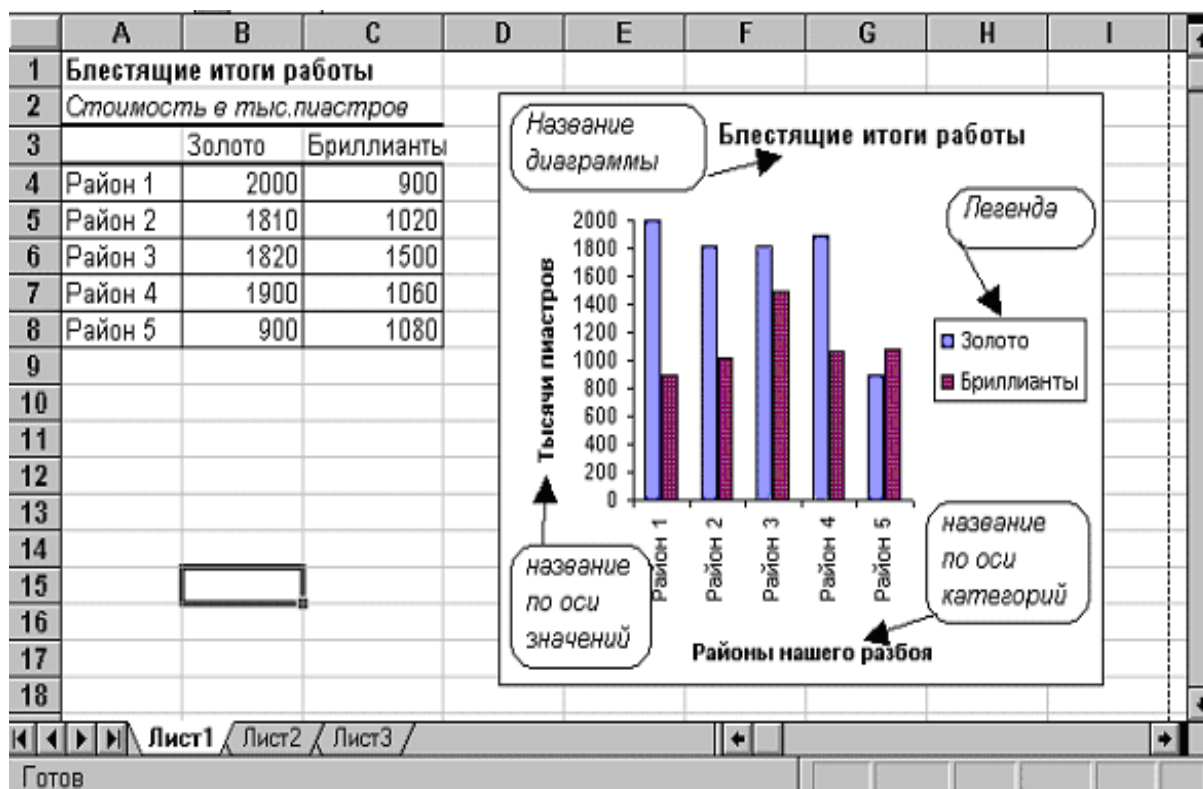 A B C D E F G H I
1 Блестящие итоги работы
2 Стоимость в тыс.пиастров
3 Золото Бриллианты
4 Район 1 2000 900
5 Район 2 1810 1020
6 Район 3 1820 1500
7 Район 4 1900 1060
8 Район 5 900 1080
9
10
11
12
13
14
15
16
17
18
Название
диаграммы
Блестящие итоги работы
Легенда
Тысячи пиастров
2000
1800
1600
1400
1200
1000
800
600
400
200
0
Золото
Бриллианты
Район 1
Район 2
Район 3
Район 4
Район 5
название
по оси
значений
название
по оси
категорий
Районы нашего разбоя
Лист1 Лист2 Лист3
Готов